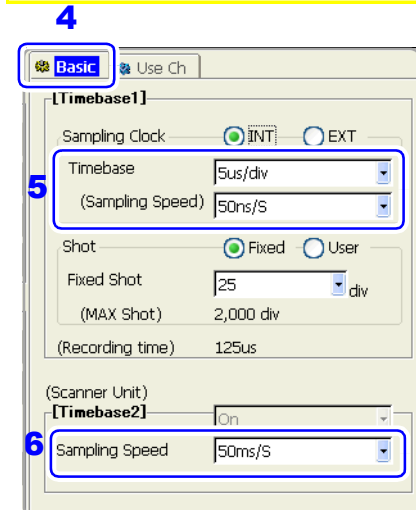 4
Basic Use Ch
[Timebase1]
Sampling Clock INT EXT
5
Timebase 5us/div
(Sampling Speed) 50ns/S
Shot Fixed User
Fixed Shot 25 div
(MAX Shot) 2,000 div
(Recording time) 125us
(Scanner Unit)
[Timebase2] On
6
Sampling Speed 50ms/S